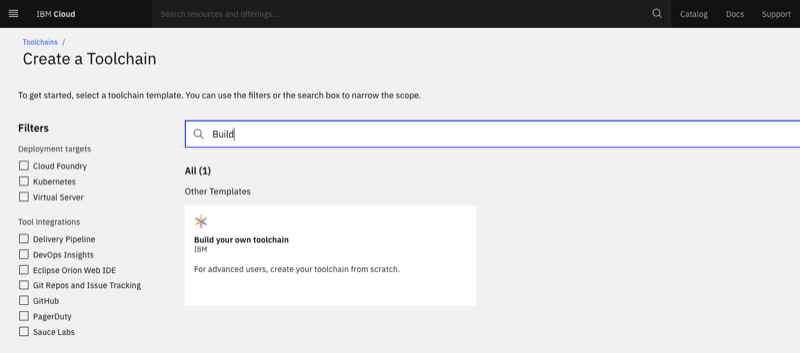 IBM Cloud
Search resources and offerings...
Catalog
Docs
Support
Toolchains /
Create a Toolchain
To get started, select a toolchain template. You can use the filters or the search box to narrow the scope.
Filters
Deployment targets
Cloud Foundry
Kubernetes
Virtual Server
Tool integrations
Delivery Pipeline
DevOps Insights
Eclipse Orion Web IDE
Git Repos and Issue Tracking
GitHub
PagerDuty
Sauce Labs
Build
All (1)
Other Templates
Build your own toolchain
IBM
For advanced users, create your toolchain from scratch.